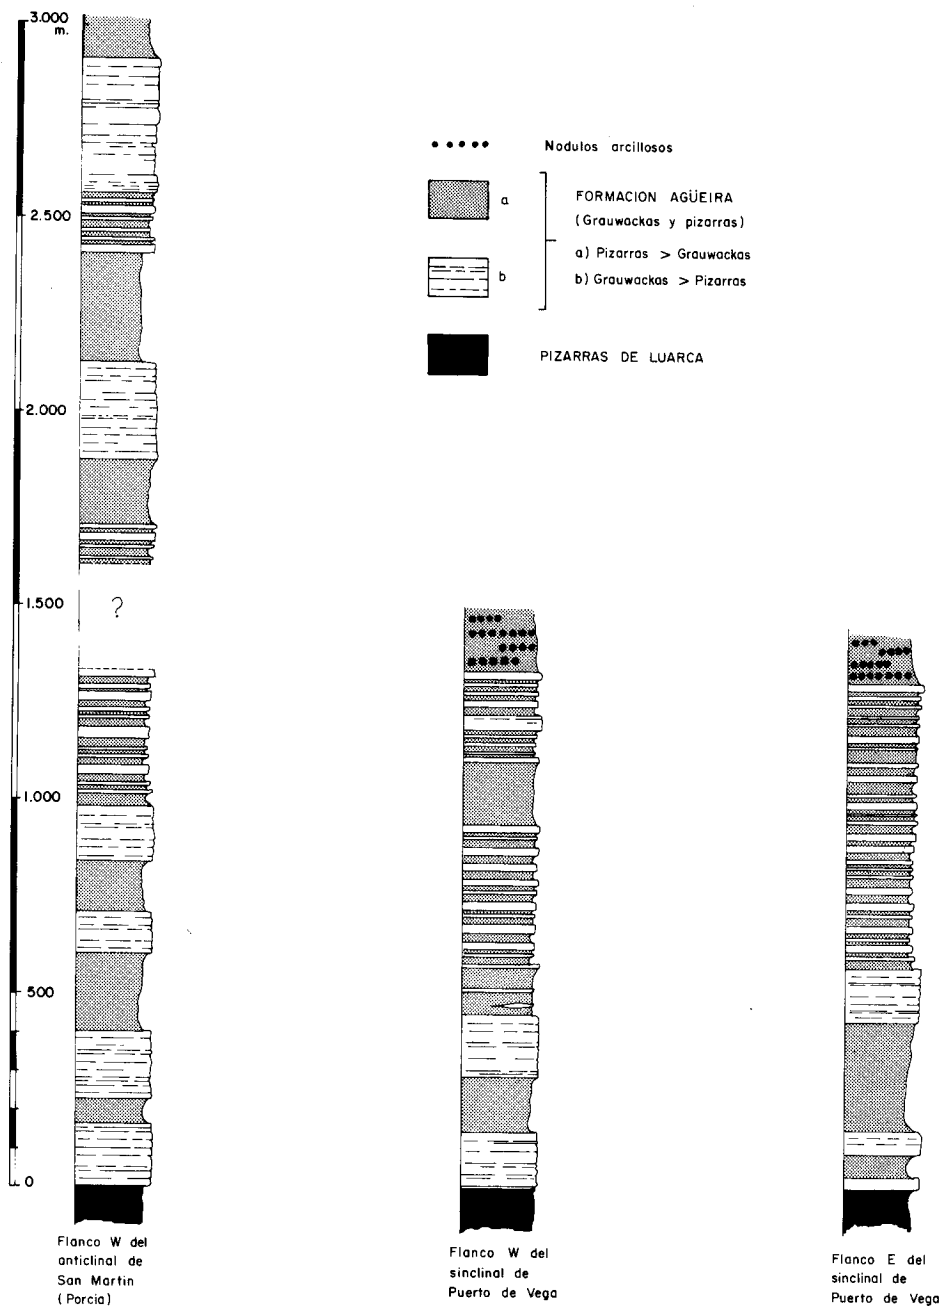 3.000
m.
2.500
2.000
1.500
1.000
500
0
?
Nodulos arcillosos
a
FORMACION AGÜEIRA
(Grauwackas y pizarras)
a) Pizarras > Grauwackas
b) Grauwackas > Pizarras
b
PIZARRAS DE LUARCA
Flanco W del
anticlinal de
San Martin
(Porcia)
Flanco W del
sinclinal de
Puerto de Vega
Flanco E del
sinclinal de
Puerto de Vega